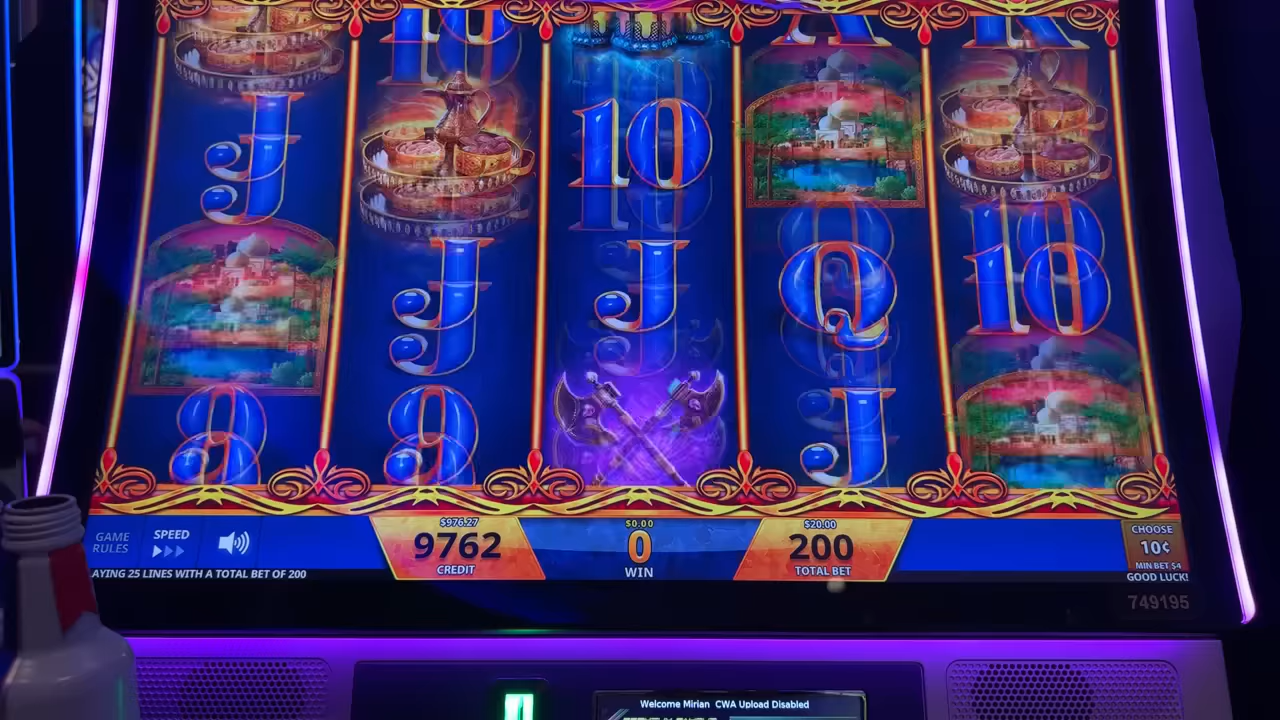 10
A
K
J
10
J
J
Q
10
9
9
J
GAME RULES
SPEED
$976.27
9762
CREDIT
$0.00
0
WIN
$20.00
200
TOTAL BET
CHOOSE
10¢
MIN BET $4
AYING 25 LINES WITH A TOTAL BET OF 200
GOOD LUCK!
749195
Welcome Mirian CWA Upload Disabled